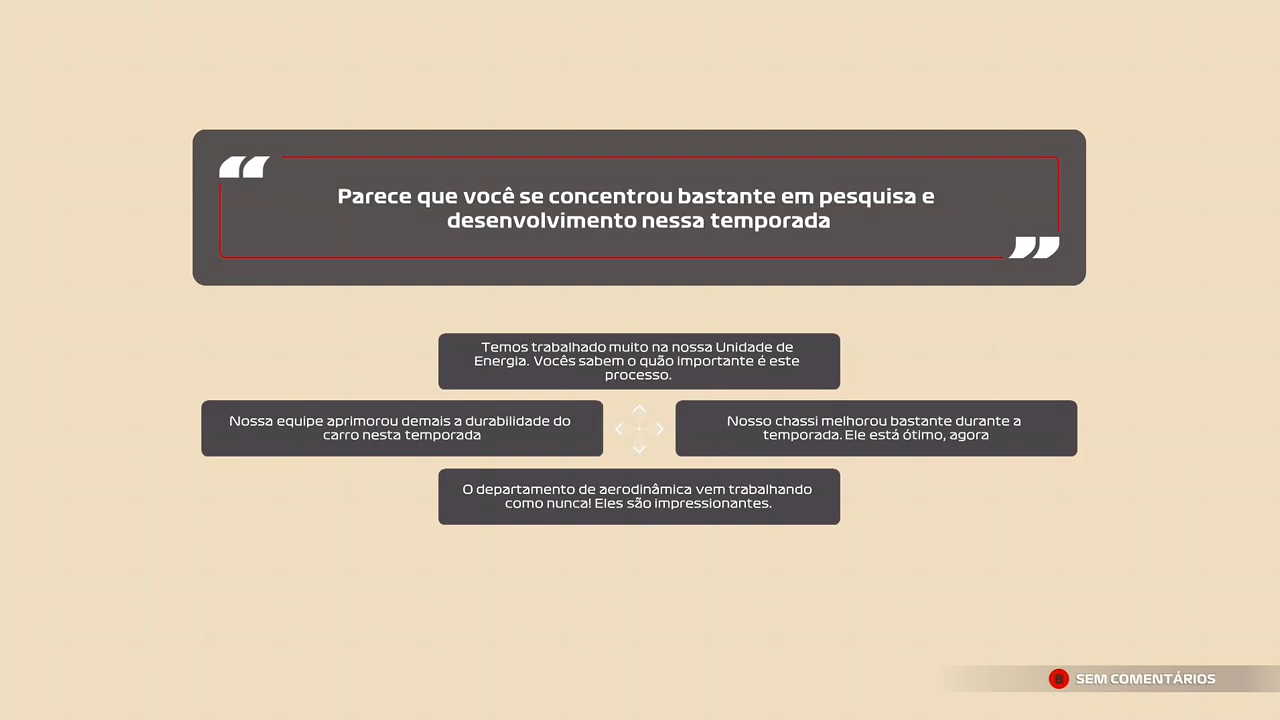 Parece que você se concentrou bastante em pesquisa e
desenvolvimento nessa temporada
Temos trabalhado muito na nossa Unidade de
Energia. Vocês sabem o quão importante é este
processo.
Nossa equipe aprimorou demais a durabilidade do
carro nesta temporada
Nosso chassi melhorou bastante durante a
temporada. Ele está ótimo, agora
O departamento de aerodinâmica vem trabalhando
como nunca! Eles são impressionantes.
B SEM COMENTÁRIOS